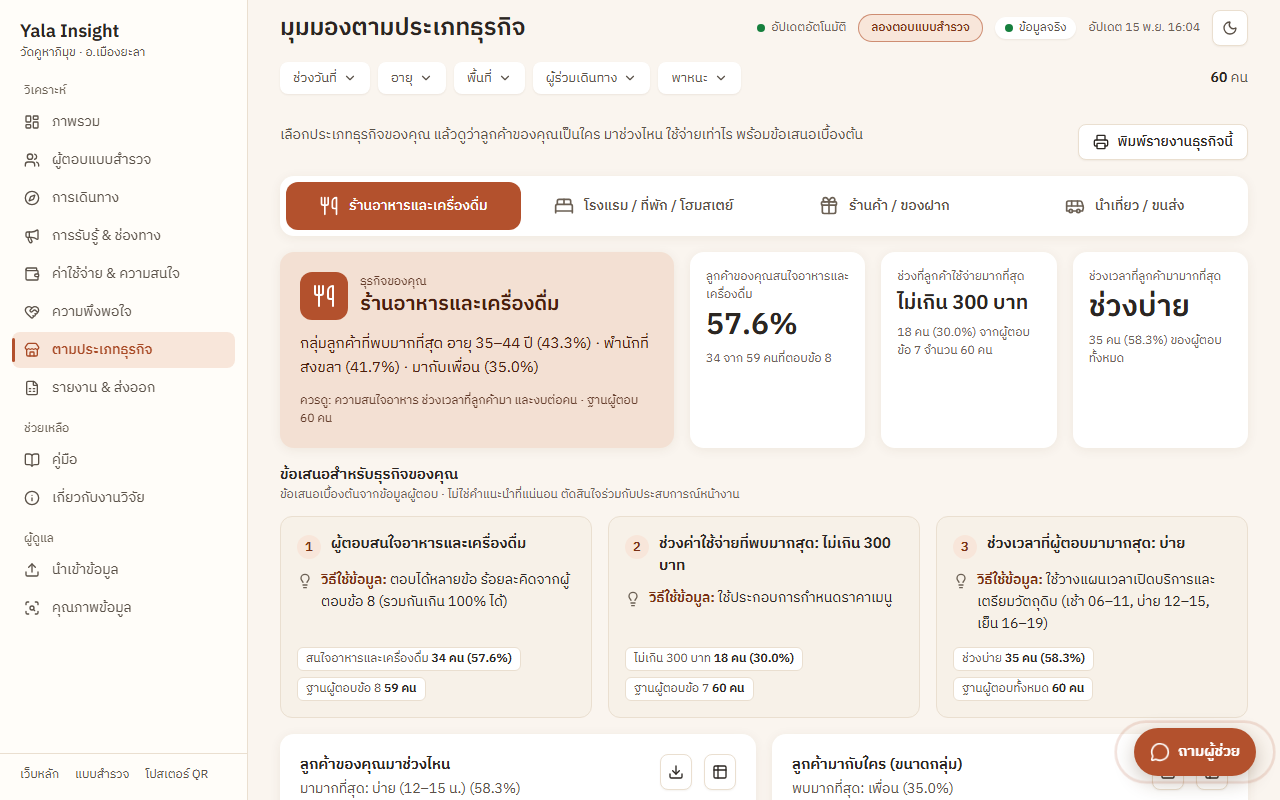 Yala Insight
วัดคูหาภิมุข · อ.เมืองยะลา
วิเคราะห์
ภาพรวม
ผู้ตอบแบบสำรวจ
การเดินทาง
การรับรู้ & ช่องทาง
ค่าใช้จ่าย & ความสนใจ
ความพึงพอใจ
ตามประเภทธุรกิจ
รายงาน & ส่งออก
ช่วยเหลือ
คู่มือ
เกี่ยวกับงานวิจัย
ผู้ดูแล
นำเข้าข้อมูล
คุณภาพข้อมูล
เว็บหลัก แบบสำรวจ โปสเตอร์ QR
มุมมองตามประเภทธุรกิจ
อัปเดตอัตโนมัติ ลองตอบแบบสำรวจ ข้อมูลจริง อัปเดต 15 พ.ย. 16:04
ช่วงวันที่ อายุ พื้นที่ ผู้ร่วมเดินทาง พาหนะ 60 คน
เลือกประเภทธุรกิจของคุณ แล้วดูว่าลูกค้าของคุณเป็นใคร มาช่วงไหน ใช้จ่ายเท่าไร พร้อมข้อเสนอเบื้องต้น
พิมพ์รายงานธุรกิจนี้
ร้านอาหารและเครื่องดื่ม โรงแรม / ที่พัก / โฮมสเตย์ ร้านค้า / ของฝาก นำเที่ยว / ขนส่ง
ธุรกิจของคุณ
ร้านอาหารและเครื่องดื่ม
กลุ่มลูกค้าที่พบมากที่สุด อายุ 35–44 ปี (43.3%) · พำนักที่
สงขลา (41.7%) · มากับเพื่อน (35.0%)
ควรดู: ความสนใจอาหาร ช่วงเวลาที่ลูกค้ามา และงบต่อคน · ฐานผู้ตอบ
60 คน
ลูกค้าของคุณสนใจอาหารและ
เครื่องดื่ม
57.6%
34 จาก 59 คนที่ตอบข้อ 8
ช่วงที่ลูกค้าใช้จ่ายมากที่สุด
ไม่เกิน 300 บาท
18 คน (30.0%) จากผู้ตอบ
ข้อ 7 จำนวน 60 คน
ช่วงเวลาที่ลูกค้ามามากที่สุด
ช่วงบ่าย
35 คน (58.3%) ของผู้ตอบ
ทั้งหมด
ข้อเสนอสำหรับธุรกิจของคุณ
ข้อเสนอเบื้องต้นจากข้อมูลผู้ตอบ · ไม่ใช่คำแนะนำที่แน่นอน ตัดสินใจร่วมกับประสบการณ์หน้างาน
1 ผู้ตอบสนใจอาหารและเครื่องดื่ม
วิธีใช้ข้อมูล: ตอบได้หลายข้อ ร้อยละคิดจากผู้
ตอบข้อ 8 (รวมกันเกิน 100% ได้)
สนใจอาหารและเครื่องดื่ม 34 คน (57.6%)
ฐานผู้ตอบข้อ 8 59 คน
2 ช่วงค่าใช้จ่ายที่พบมากสุด: ไม่เกิน 300
บาท
วิธีใช้ข้อมูล: ใช้ประกอบการกำหนดราคาเมนู
ไม่เกิน 300 บาท 18 คน (30.0%)
ฐานผู้ตอบข้อ 7 60 คน
3 ช่วงเวลาที่ผู้ตอบมามากสุด: บ่าย
วิธีใช้ข้อมูล: ใช้วางแผนเวลาเปิดบริการและ
เตรียมวัตถุดิบ (เช้า 06–11, บ่าย 12–15,
เย็น 16–19)
ช่วงบ่าย 35 คน (58.3%)
ฐานผู้ตอบทั้งหมด 60 คน
ลูกค้าของคุณมาช่วงไหน
มามากที่สุด: บ่าย (12–15 น.) (58.3%)
ลูกค้ามากับใคร (ขนาดกลุ่ม)
พบมากที่สุด: เพื่อน (35.0%)
ถามผู้ช่วย